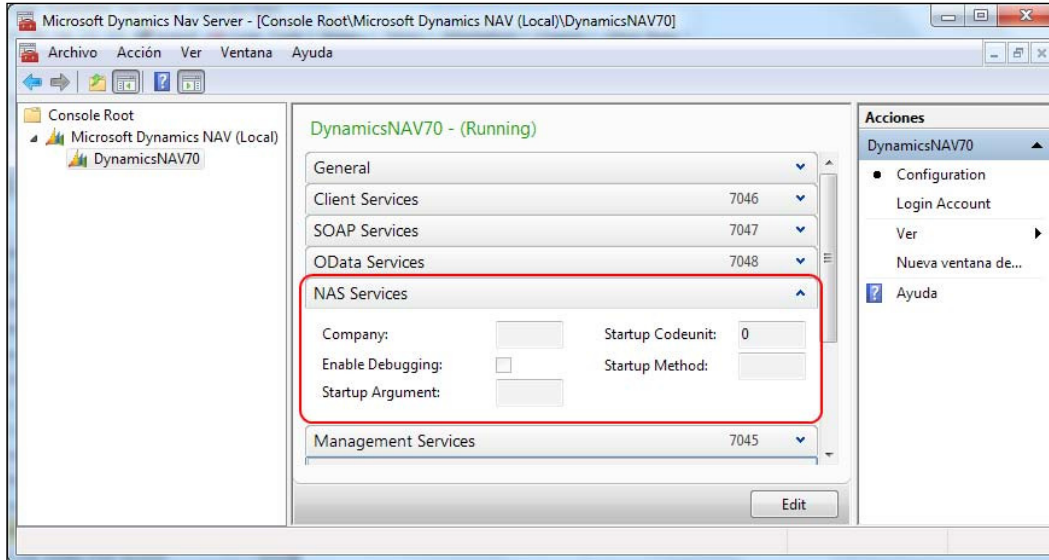 Microsoft Dynamics Nav Server - [Console Root\Microsoft Dynamics NAV (Local)\DynamicsNAV70]
Archivo Acción Ver Ventana Ayuda
Console Root
Microsoft Dynamics NAV (Local)
DynamicsNAV70
DynamicsNAV70 - (Running)
General
Client Services 7046
SOAP Services 7047
OData Services 7048
NAS Services
Company: Startup Codeunit: 0
Enable Debugging: Startup Method:
Startup Argument:
Management Services 7045
Edit
Acciones
DynamicsNAV70
Configuration
Login Account
Ver
Nueva ventana de...
Ayuda